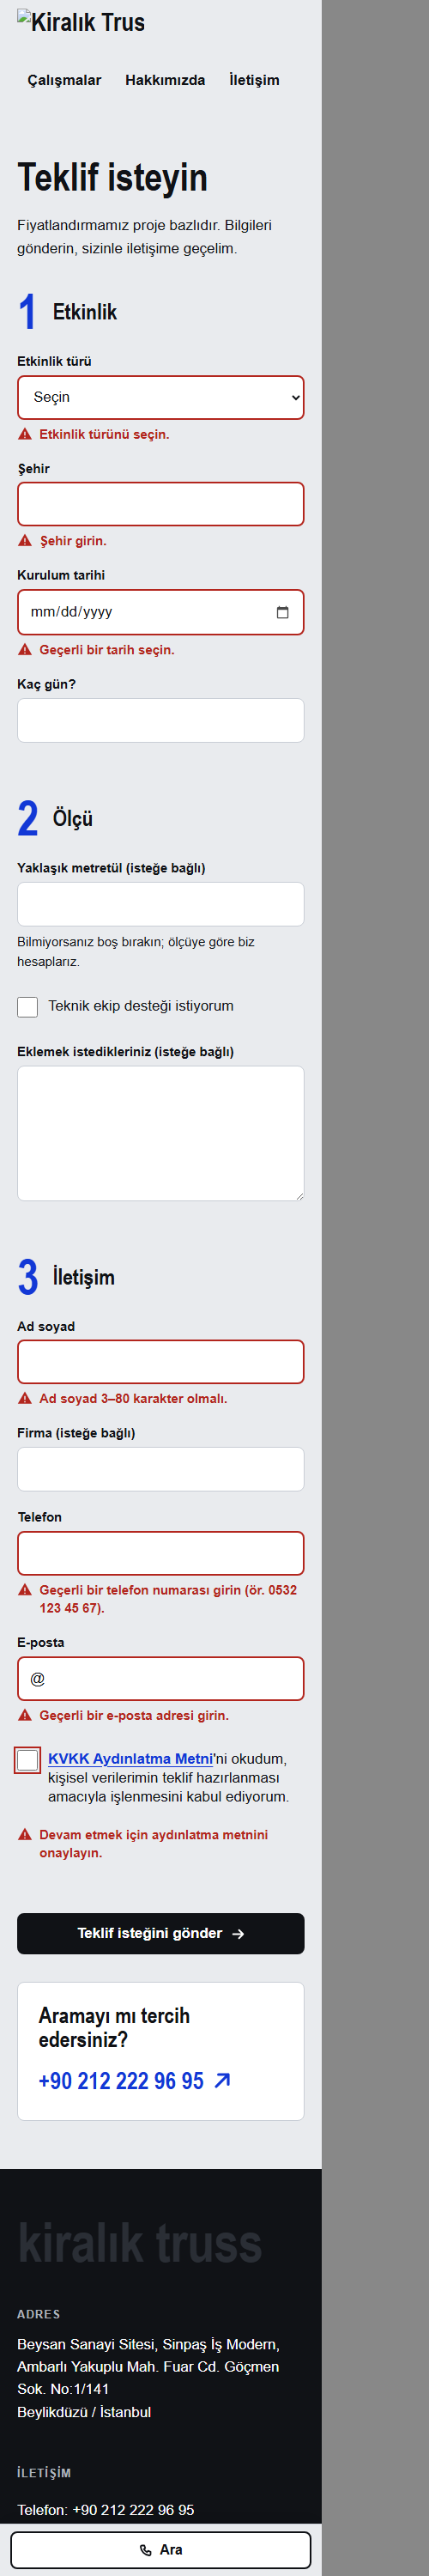 Kiralık Trus
Çalışmalar Hakkımızda İletişim
Teklif isteyin
Fiyatlandırmamız proje bazlıdır. Bilgileri
gönderin, sizinle iletişime geçelim.
1 Etkinlik
Etkinlik türü
Seçin
Etkinlik türünü seçin.
Şehir
Şehir girin.
Kurulum tarihi
mm/dd/yyyy
Geçerli bir tarih seçin.
Kaç gün?
2 Ölçü
Yaklaşık metretül (isteğe bağlı)
Bilmiyorsanız boş bırakın; ölçüye göre biz
hesaplarız.
Teknik ekip desteği istiyorum
Eklemek istedikleriniz (isteğe bağlı)
3 İletişim
Ad soyad
Ad soyad 3–80 karakter olmalı.
Firma (isteğe bağlı)
Telefon
Geçerli bir telefon numarası girin (ör. 0532
123 45 67).
E-posta
@
Geçerli bir e-posta adresi girin.
KVKK Aydınlatma Metni'ni okudum,
kişisel verilerimin teklif hazırlanması
amacıyla işlenmesini kabul ediyorum.
Devam etmek için aydınlatma metnini
onaylayın.
Teklif isteğini gönder →
Aramayı mı tercih
edersiniz?
+90 212 222 96 95 ↗
kiralık truss
ADRES
Beysan Sanayi Sitesi, Sinpaş İş Modern,
Ambarlı Yakuplu Mah. Fuar Cd. Göçmen
Sok. No:1/141
Beylikdüzü / İstanbul
İLETİŞİM
Telefon: +90 212 222 96 95
Ara